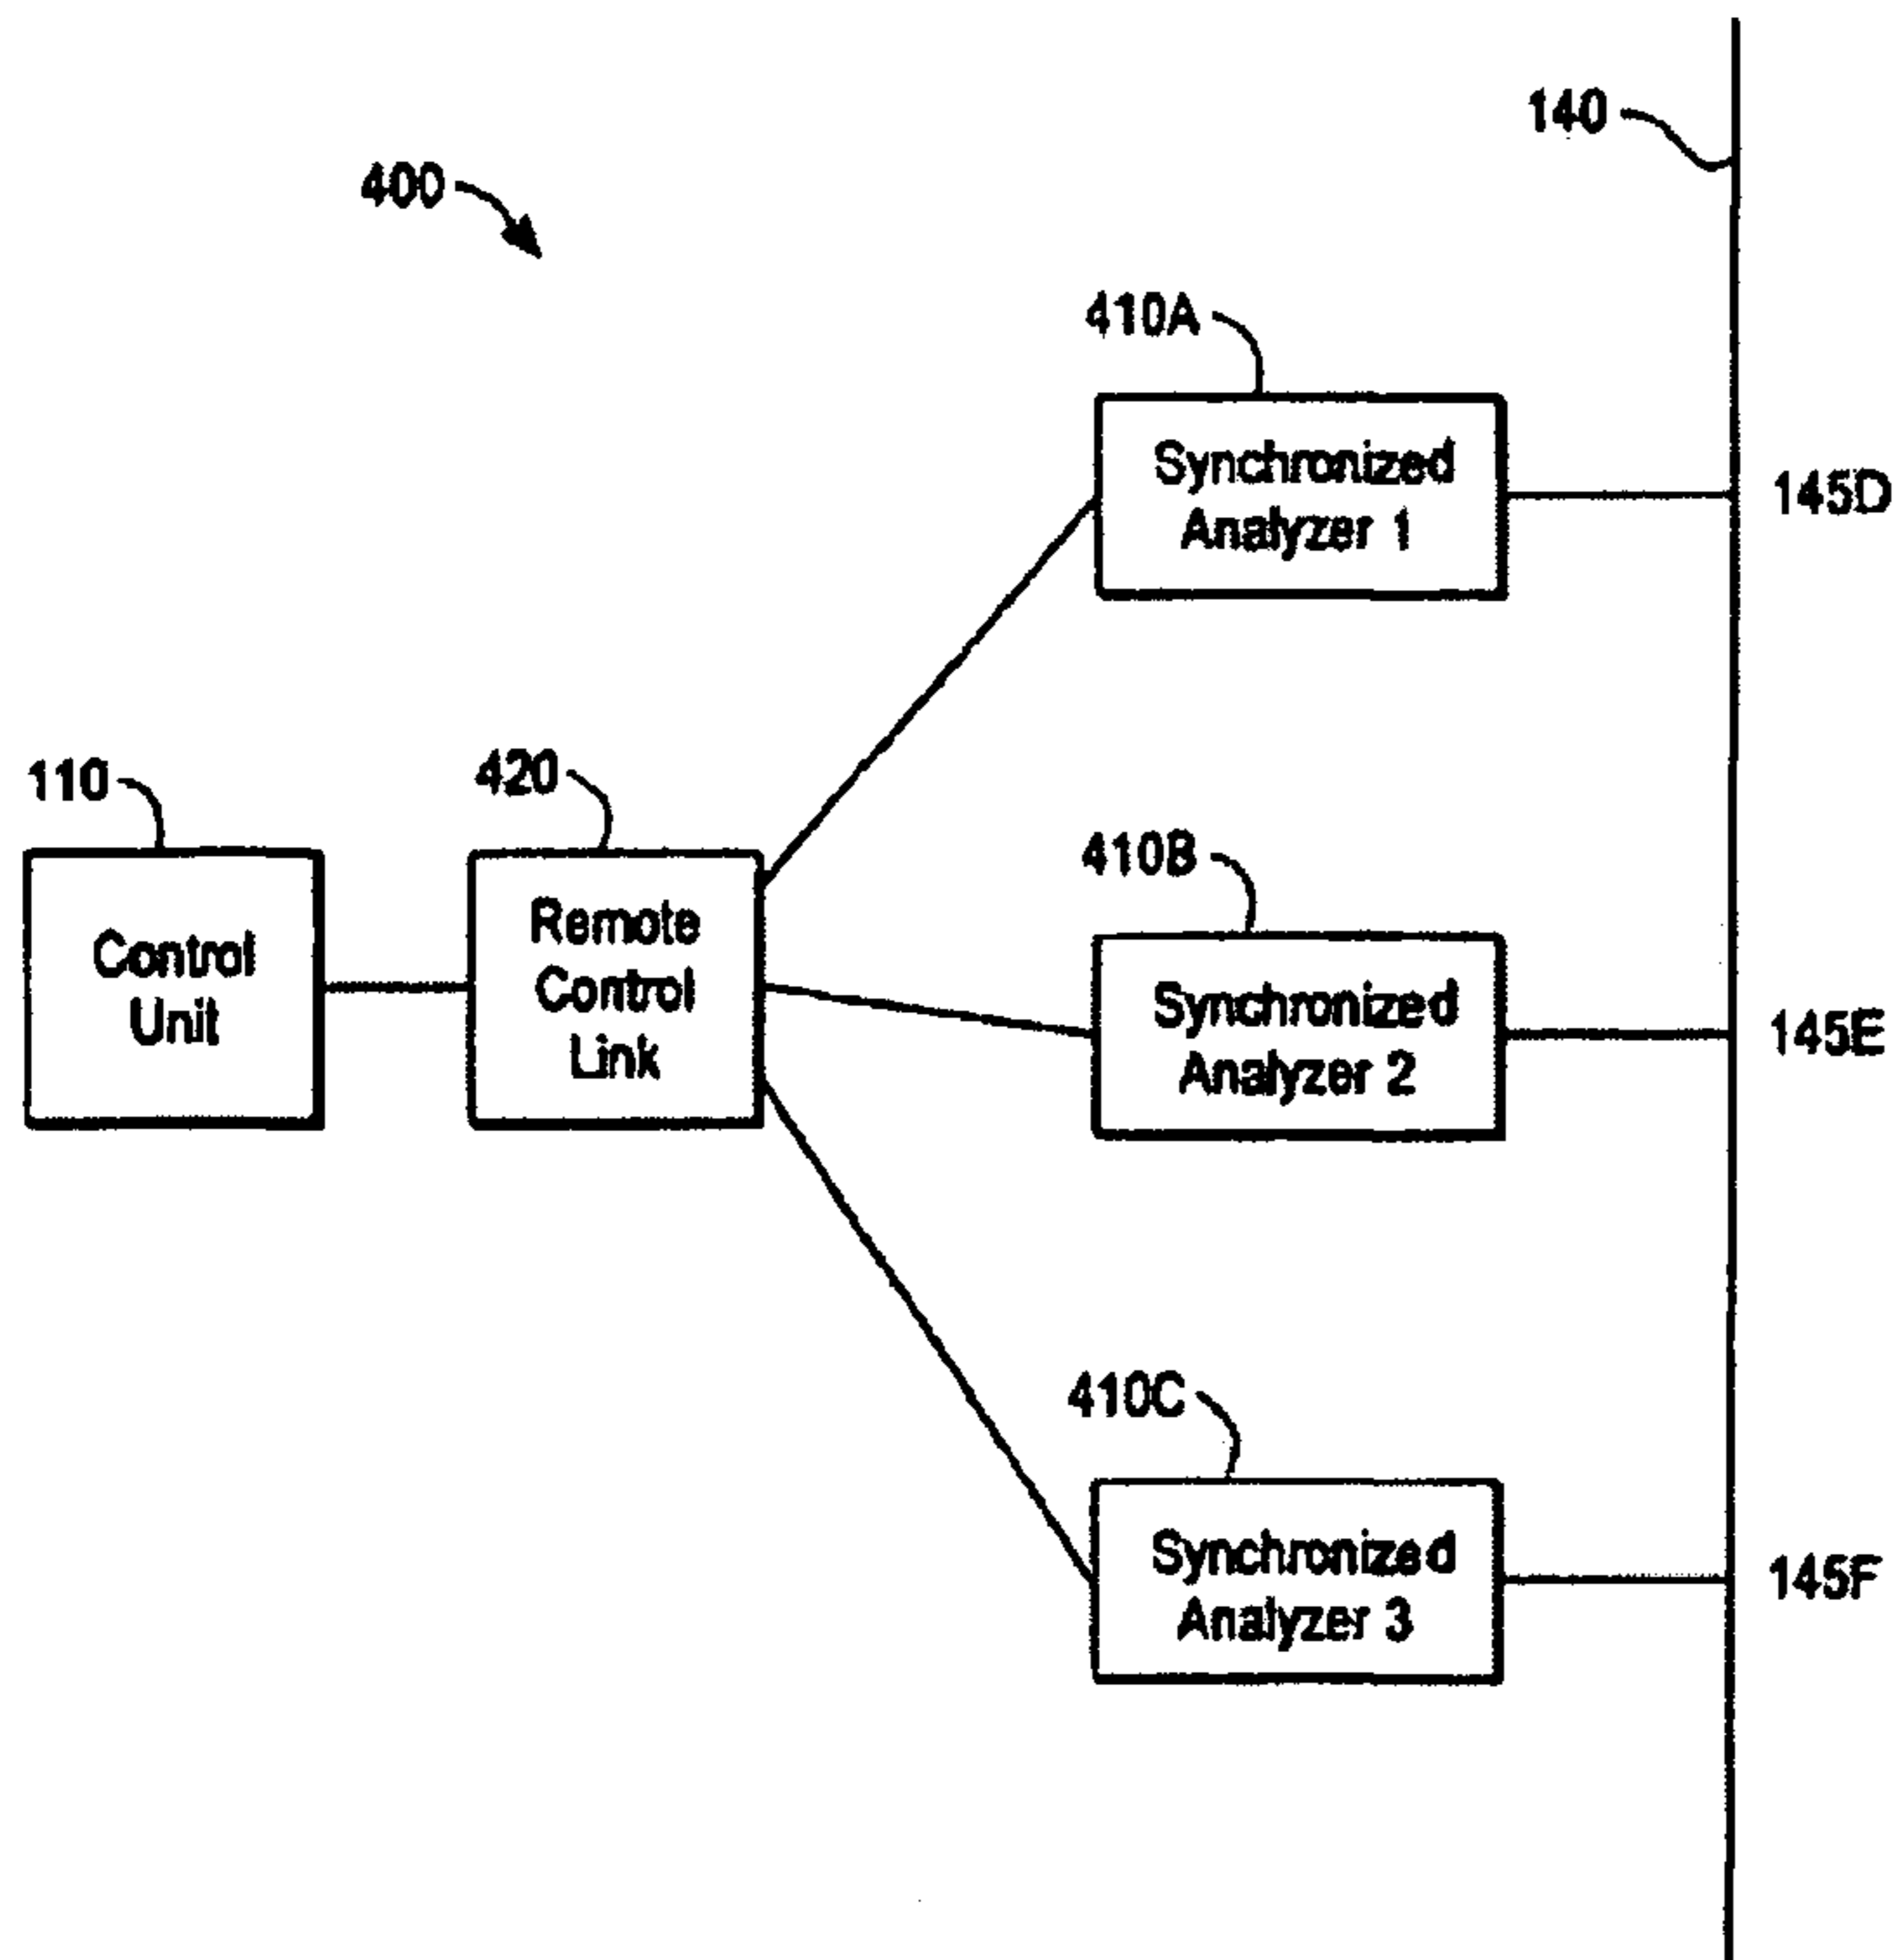 140
400
410A
Synchronized
Analyzer 1
145D
110
420
Control
Unit
Remote
Control
Link
410B
Synchronized
Analyzer 2
145E
410C
Synchronized
Analyzer 3
145F